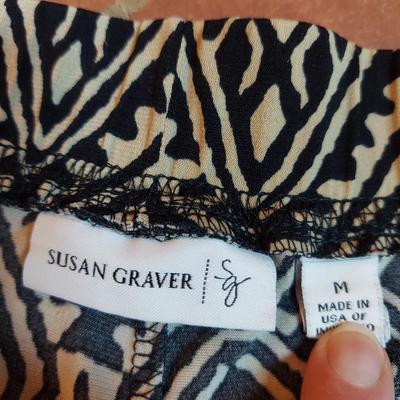 SUSAN GRAVER
sg
M
MADE IN
USA OF